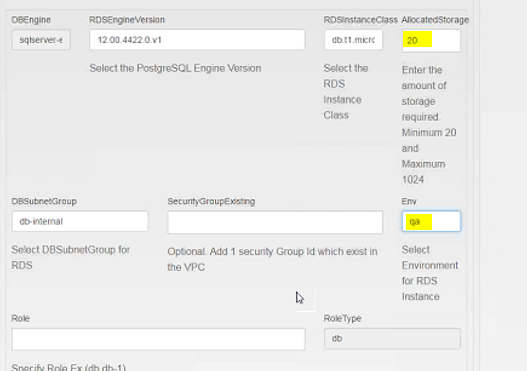 DBEngine RDSEngineVersion RDSInstanceClass AllocatedStorage
sqlserver-e 12.00.4422.0.v1 db.t1.micrc 20
Select the PostgreSQL Engine Version
Select the
RDS
Instance
Class
Enter the
amount of
storage
required.
Minimum 20
and
Maximum
1024
DBSubnetGroup SecurityGroupExisting Env
db-internal qa
Select DBSubnetGroup for
RDS
Optional. Add 1 security Group Id which exist in
the VPC
Select
Environment
for RDS
Instance
Role RoleType
db
Specify Role Ex (db,db-1)